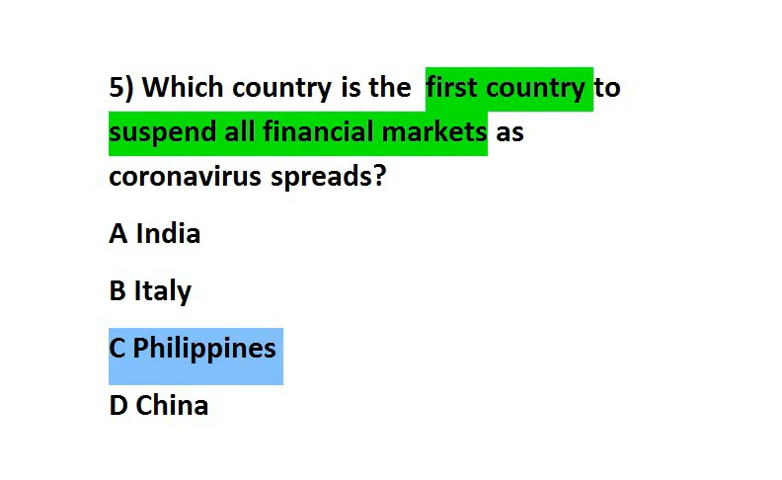 5) Which country is the first country to
suspend all financial markets as
coronavirus spreads?
A India
B Italy
C Philippines
D China